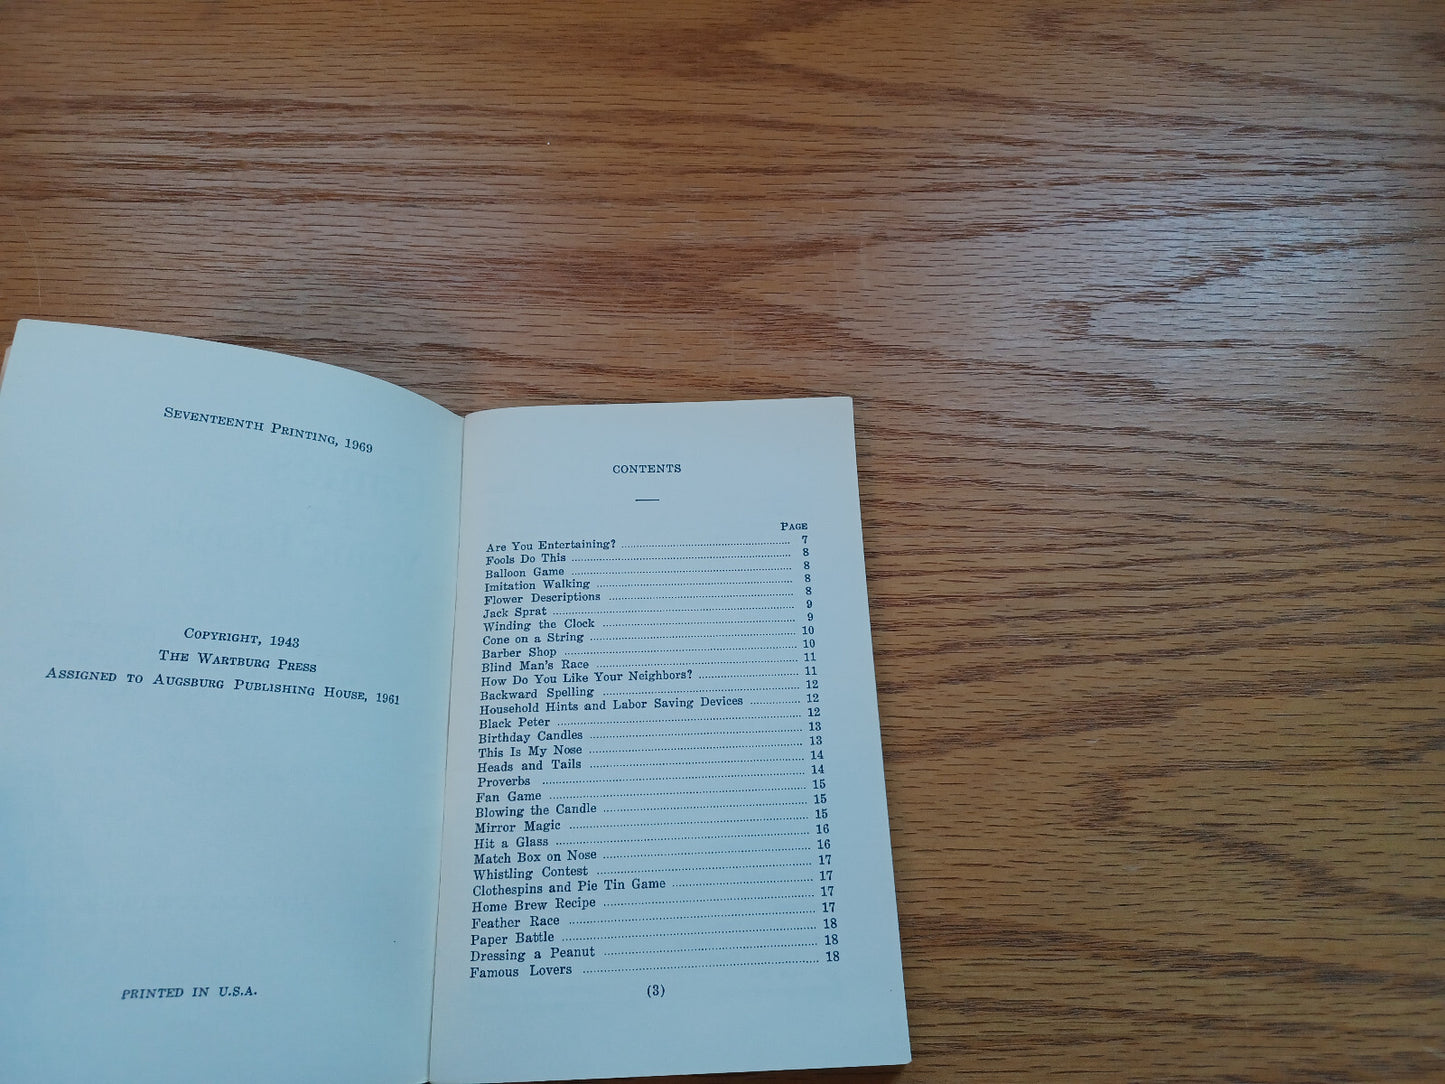 SEVENTEENTH PRINTING, 1969
COPYRIGHT, 1943
THE WARTBURG PRESS
ASSIGNED TO AUGSBURG PUBLISHING HOUSE, 1961
PRINTED IN U.S.A.
CONTENTS
PAGE
Are You Entertaining? 7
Fools Do This 8
Balloon Game 8
Imitation Walking 8
Flower Descriptions 8
Jack Sprat 9
Winding the Clock 9
Cone on a String 10
Barber Shop 10
Blind Man's Race 11
How Do You Like Your Neighbors? 11
Backward Spelling 12
Household Hints and Labor Saving Devices 12
Black Peter 12
Birthday Candles 13
This Is My Nose 13
Heads and Tails 14
Proverbs 14
Fan Game 15
Blowing the Candle 15
Mirror Magic 15
Hit a Glass 16
Match Box on Nose 16
Whistling Contest 17
Clothespins and Pie Tin Game 17
Home Brew Recipe 17
Feather Race 17
Paper Battle 18
Dressing a Peanut 18
Famous Lovers 18
(3)